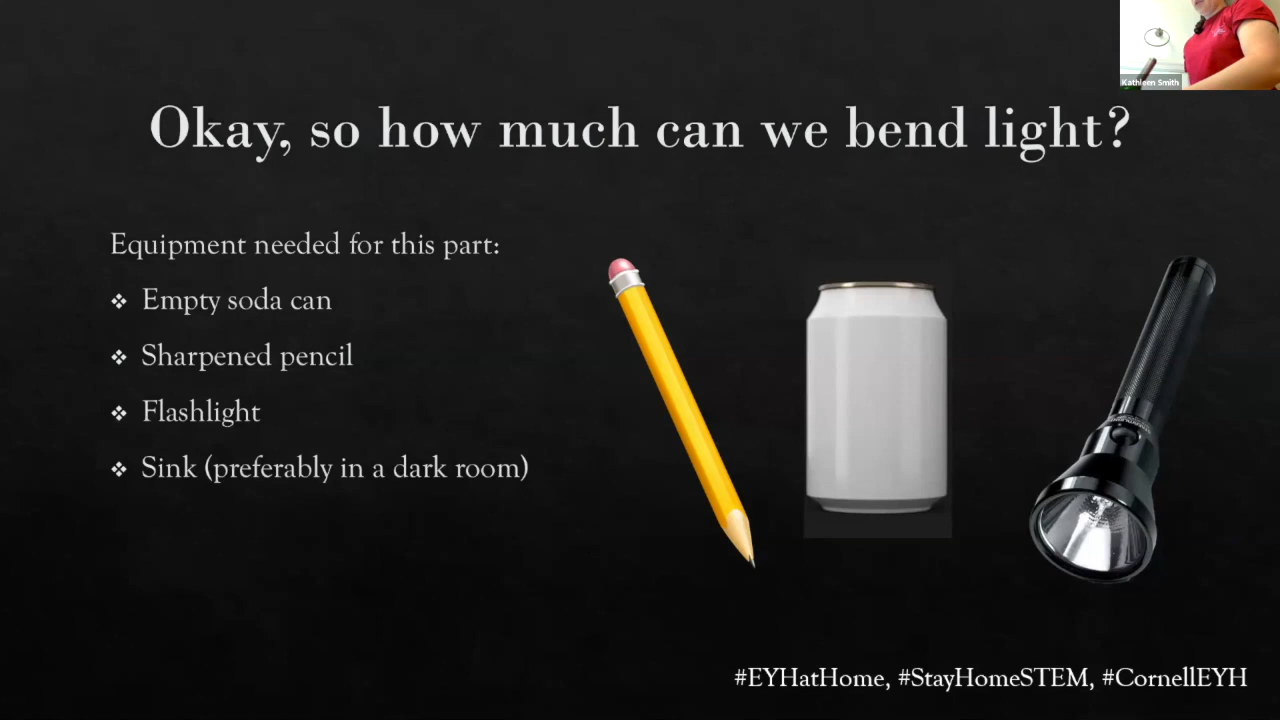 Kathleen Smith
Okay, so how much can we bend light?
Equipment needed for this part:
❖ Empty soda can
❖ Sharpened pencil
❖ Flashlight
❖ Sink (preferably in a dark room)
#EYHatHome, #StayHomeSTEM, #CornellEYH